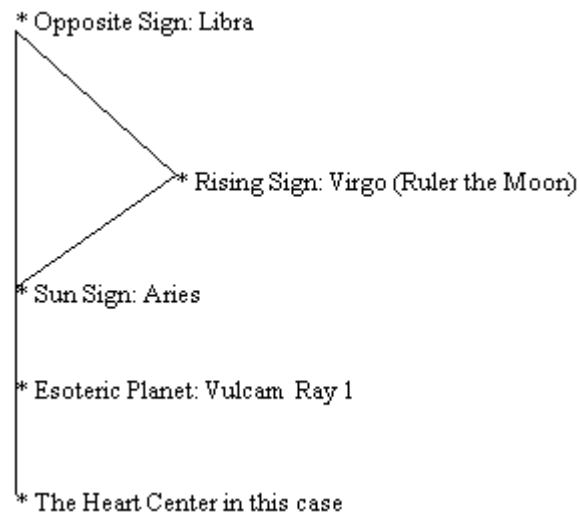 * Opposite Sign: Libra
* Rising Sign: Virgo (Ruler the Moon)
* Sun Sign: Aries
* Esoteric Planet: Vulcam Ray 1
* The Heart Center in this case